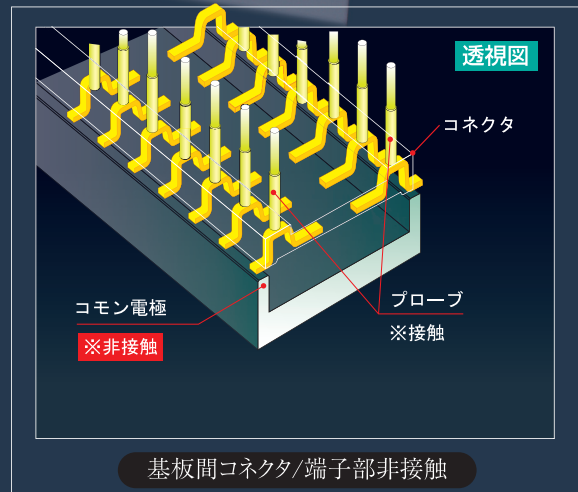 透視図
コネクタ
コモン電極
※非接触
プローブ
※接触
基板間コネクタ/端子部非接触